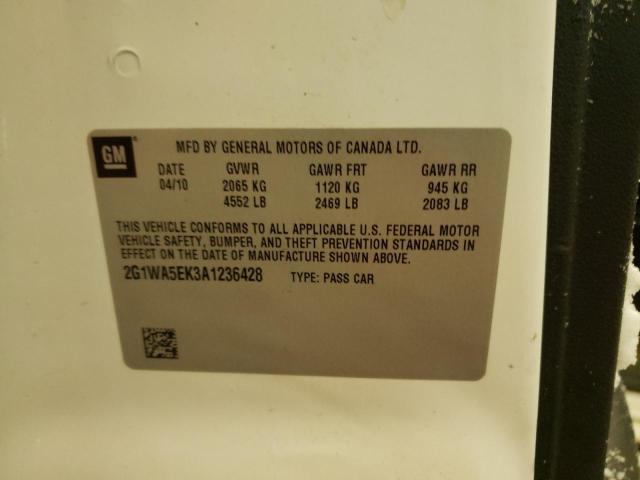 GM
MFD BY GENERAL MOTORS OF CANADA LTD.
DATE GVWR GAWR FRT GAWR RR
04/10 2065 KG 1120 KG 945 KG
4552 LB 2469 LB 2083 LB
THIS VEHICLE CONFORMS TO ALL APPLICABLE U.S. FEDERAL MOTOR
VEHICLE SAFETY, BUMPER, AND THEFT PREVENTION STANDARDS IN
EFFECT ON THE DATE OF MANUFACTURE SHOWN ABOVE.
2G1WA5EK3A1236428 TYPE: PASS CAR